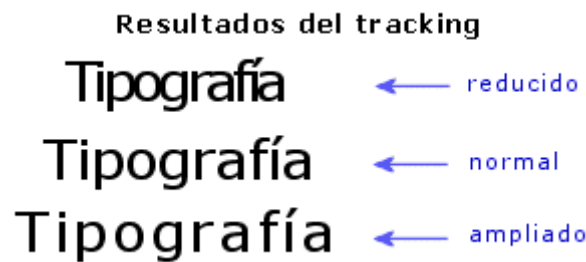 Resultados del tracking
Tipografía reducido
Tipografía normal
Tipografía ampliado